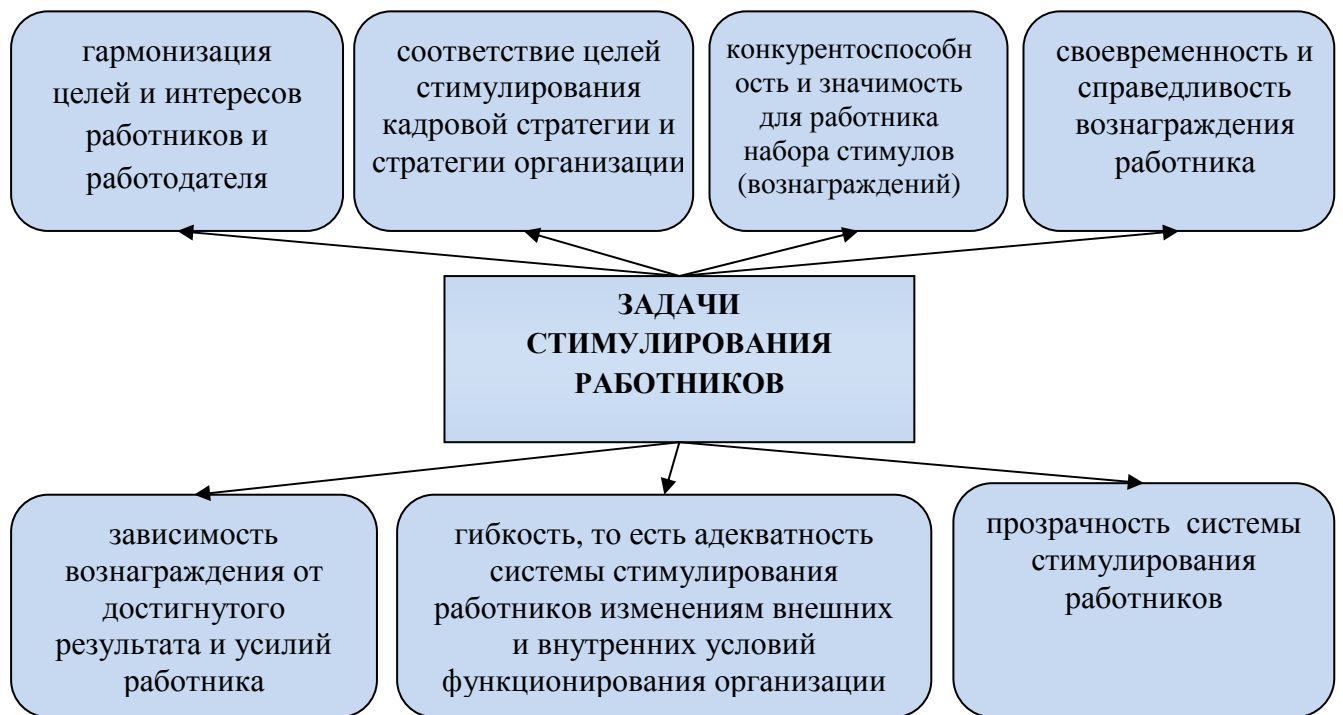 гармонизация
целей и интересов
работников и
работодателя
соответствие целей
стимулирования
кадровой стратегии и
стратегии организации
конкурентоспособн
ость и значимость
для работника
набора стимулов
(вознаграждений)
своевременность и
справедливость
вознаграждения
работника
ЗАДАЧИ
СТИМУЛИРОВАНИЯ
РАБОТНИКОВ
зависимость
вознаграждения от
достигнутого
результата и усилий
работника
гибкость, то есть адекватность
системы стимулирования
работников изменениям внешних
и внутренних условий
функционирования организации
прозрачность системы
стимулирования
работников